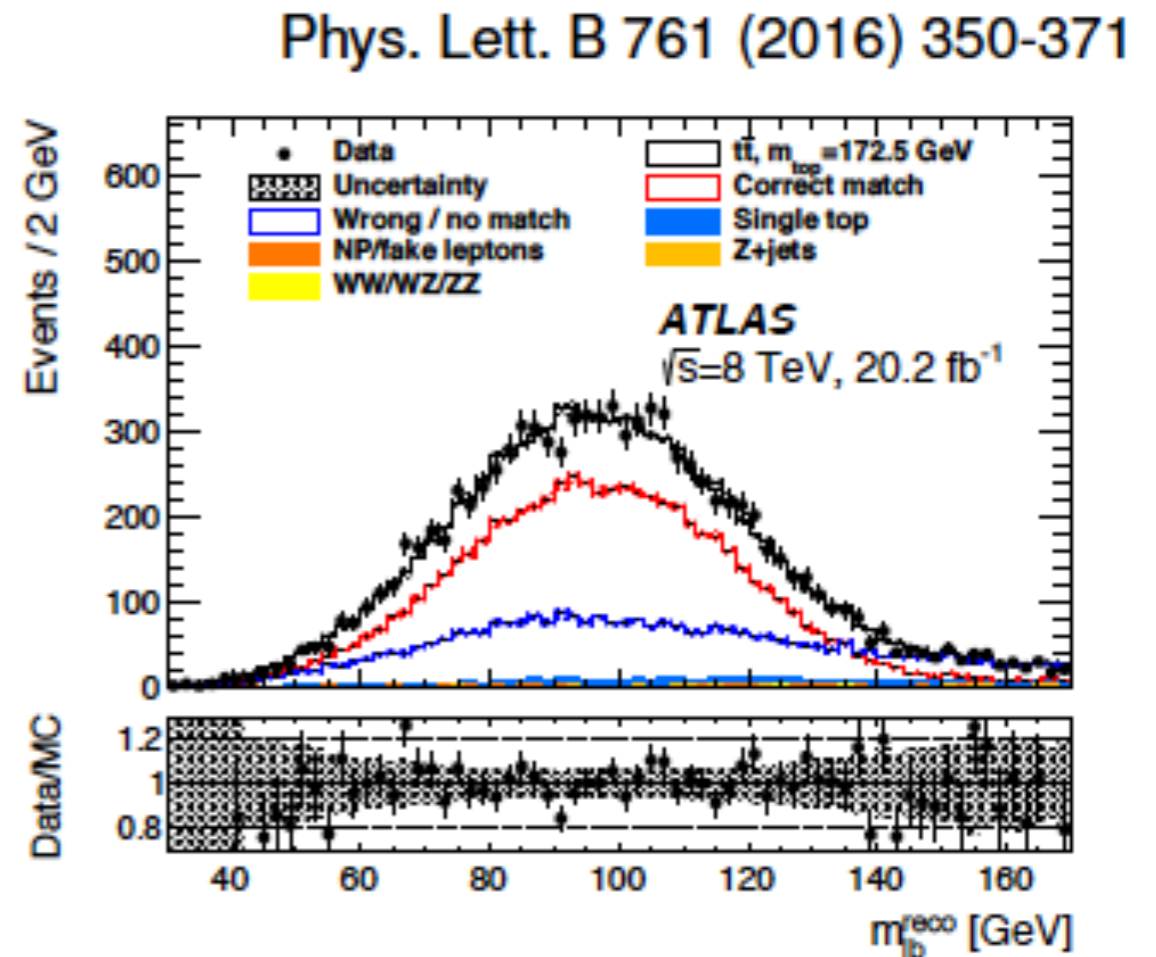 Phys. Lett. B 761 (2016) 350-371
Events / 2 GeV
600
500
400
300
200
100
0
Data
Uncertainty
Wrong / no match
NP/fake leptons
WW/WZ/ZZ
tt̄, m_top=172.5 GeV
Correct match
Single top
Z+jets
ATLAS
√s=8 TeV, 20.2 fb⁻¹
Data/MC
1.2
1
0.8
40 60 80 100 120 140 160
m_lb^reco [GeV]